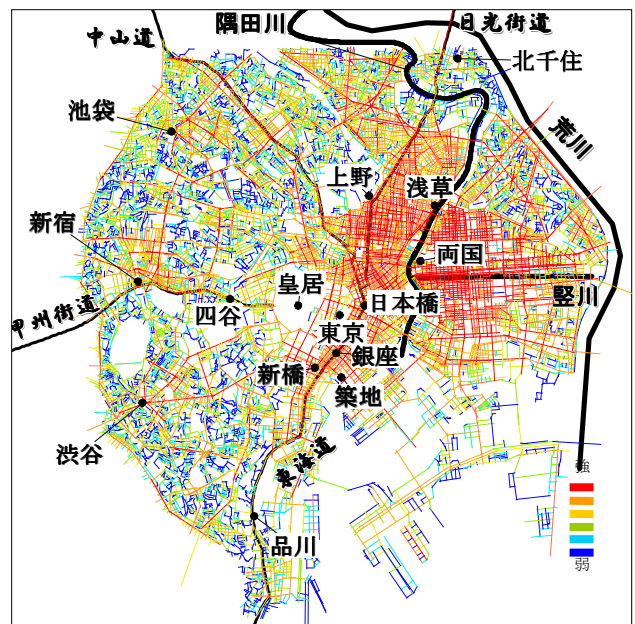 隅田川
日光街道
中山道
北千住
池袋
荒川
上野
浅草
新宿
両国
皇居
日本橋
竪川
甲州街道
四谷
東京
銀座
新橋
築地
渋谷
東海道
強
品川
弱